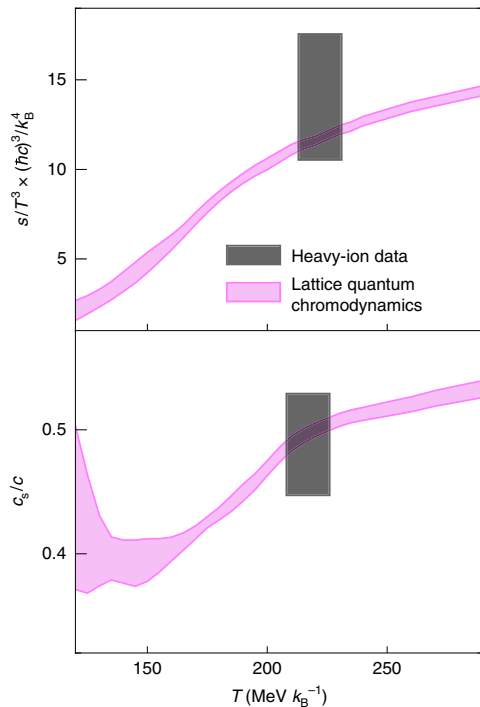 15
10
5
s/T³ × (ħc)³/k_B⁴
Heavy-ion data
Lattice quantum
chromodynamics
0.5
0.4
c_s/c
150
200
250
T (MeV k_B⁻¹)